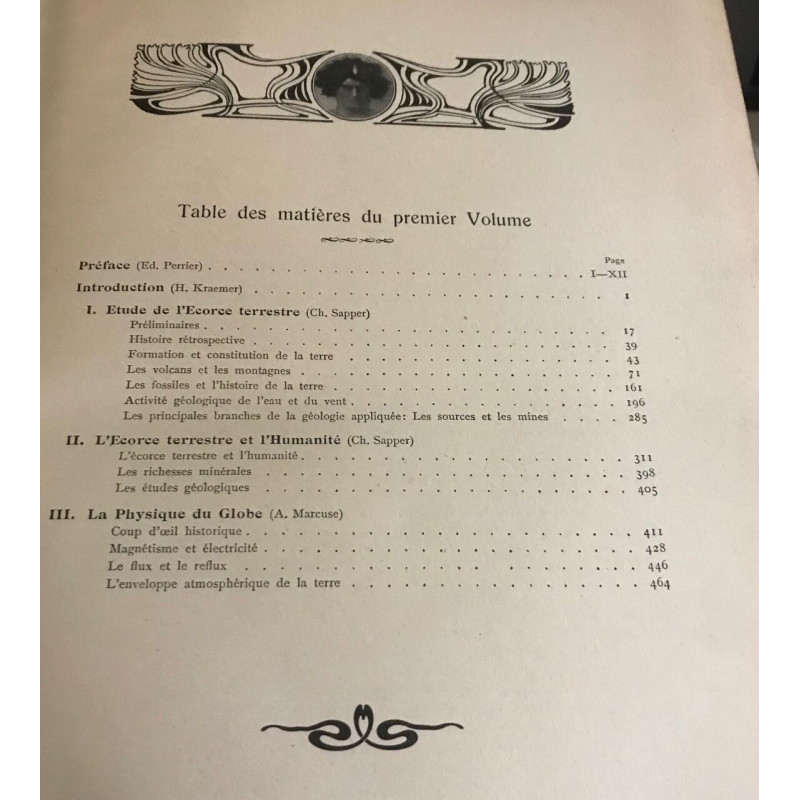 Table des matières du premier Volume
Page
Préface (Ed. Perrier) . . . . . . . . . . . . . . . . . . . . . . . . I—XII
Introduction (H. Kraemer) . . . . . . . . . . . . . . . . . . . . . . 1
I. Etude de l'Ecorce terrestre (Ch. Sapper)
Préliminaires . . . . . . . . . . . . . . . . . . . . . . . . 17
Histoire rétrospective . . . . . . . . . . . . . . . . . . . . . 39
Formation et constitution de la terre . . . . . . . . . . . . . . . 43
Les volcans et les montagnes . . . . . . . . . . . . . . . . . . 71
Les fossiles et l'histoire de la terre . . . . . . . . . . . . . . . 161
Activité géologique de l'eau et du vent . . . . . . . . . . . . . . 196
Les principales branches de la géologie appliquée: Les sources et les mines . . . . 285
II. L'Ecorce terrestre et l'Humanité (Ch. Sapper)
L'écorce terrestre et l'humanité . . . . . . . . . . . . . . . . . 311
Les richesses minérales . . . . . . . . . . . . . . . . . . . . 398
Les études géologiques . . . . . . . . . . . . . . . . . . . . 405
III. La Physique du Globe (A. Marcuse)
Coup d'œil historique . . . . . . . . . . . . . . . . . . . . . 411
Magnétisme et électricité . . . . . . . . . . . . . . . . . . . . 428
Le flux et le reflux . . . . . . . . . . . . . . . . . . . . . 446
L'enveloppe atmosphérique de la terre . . . . . . . . . . . . . . . 464